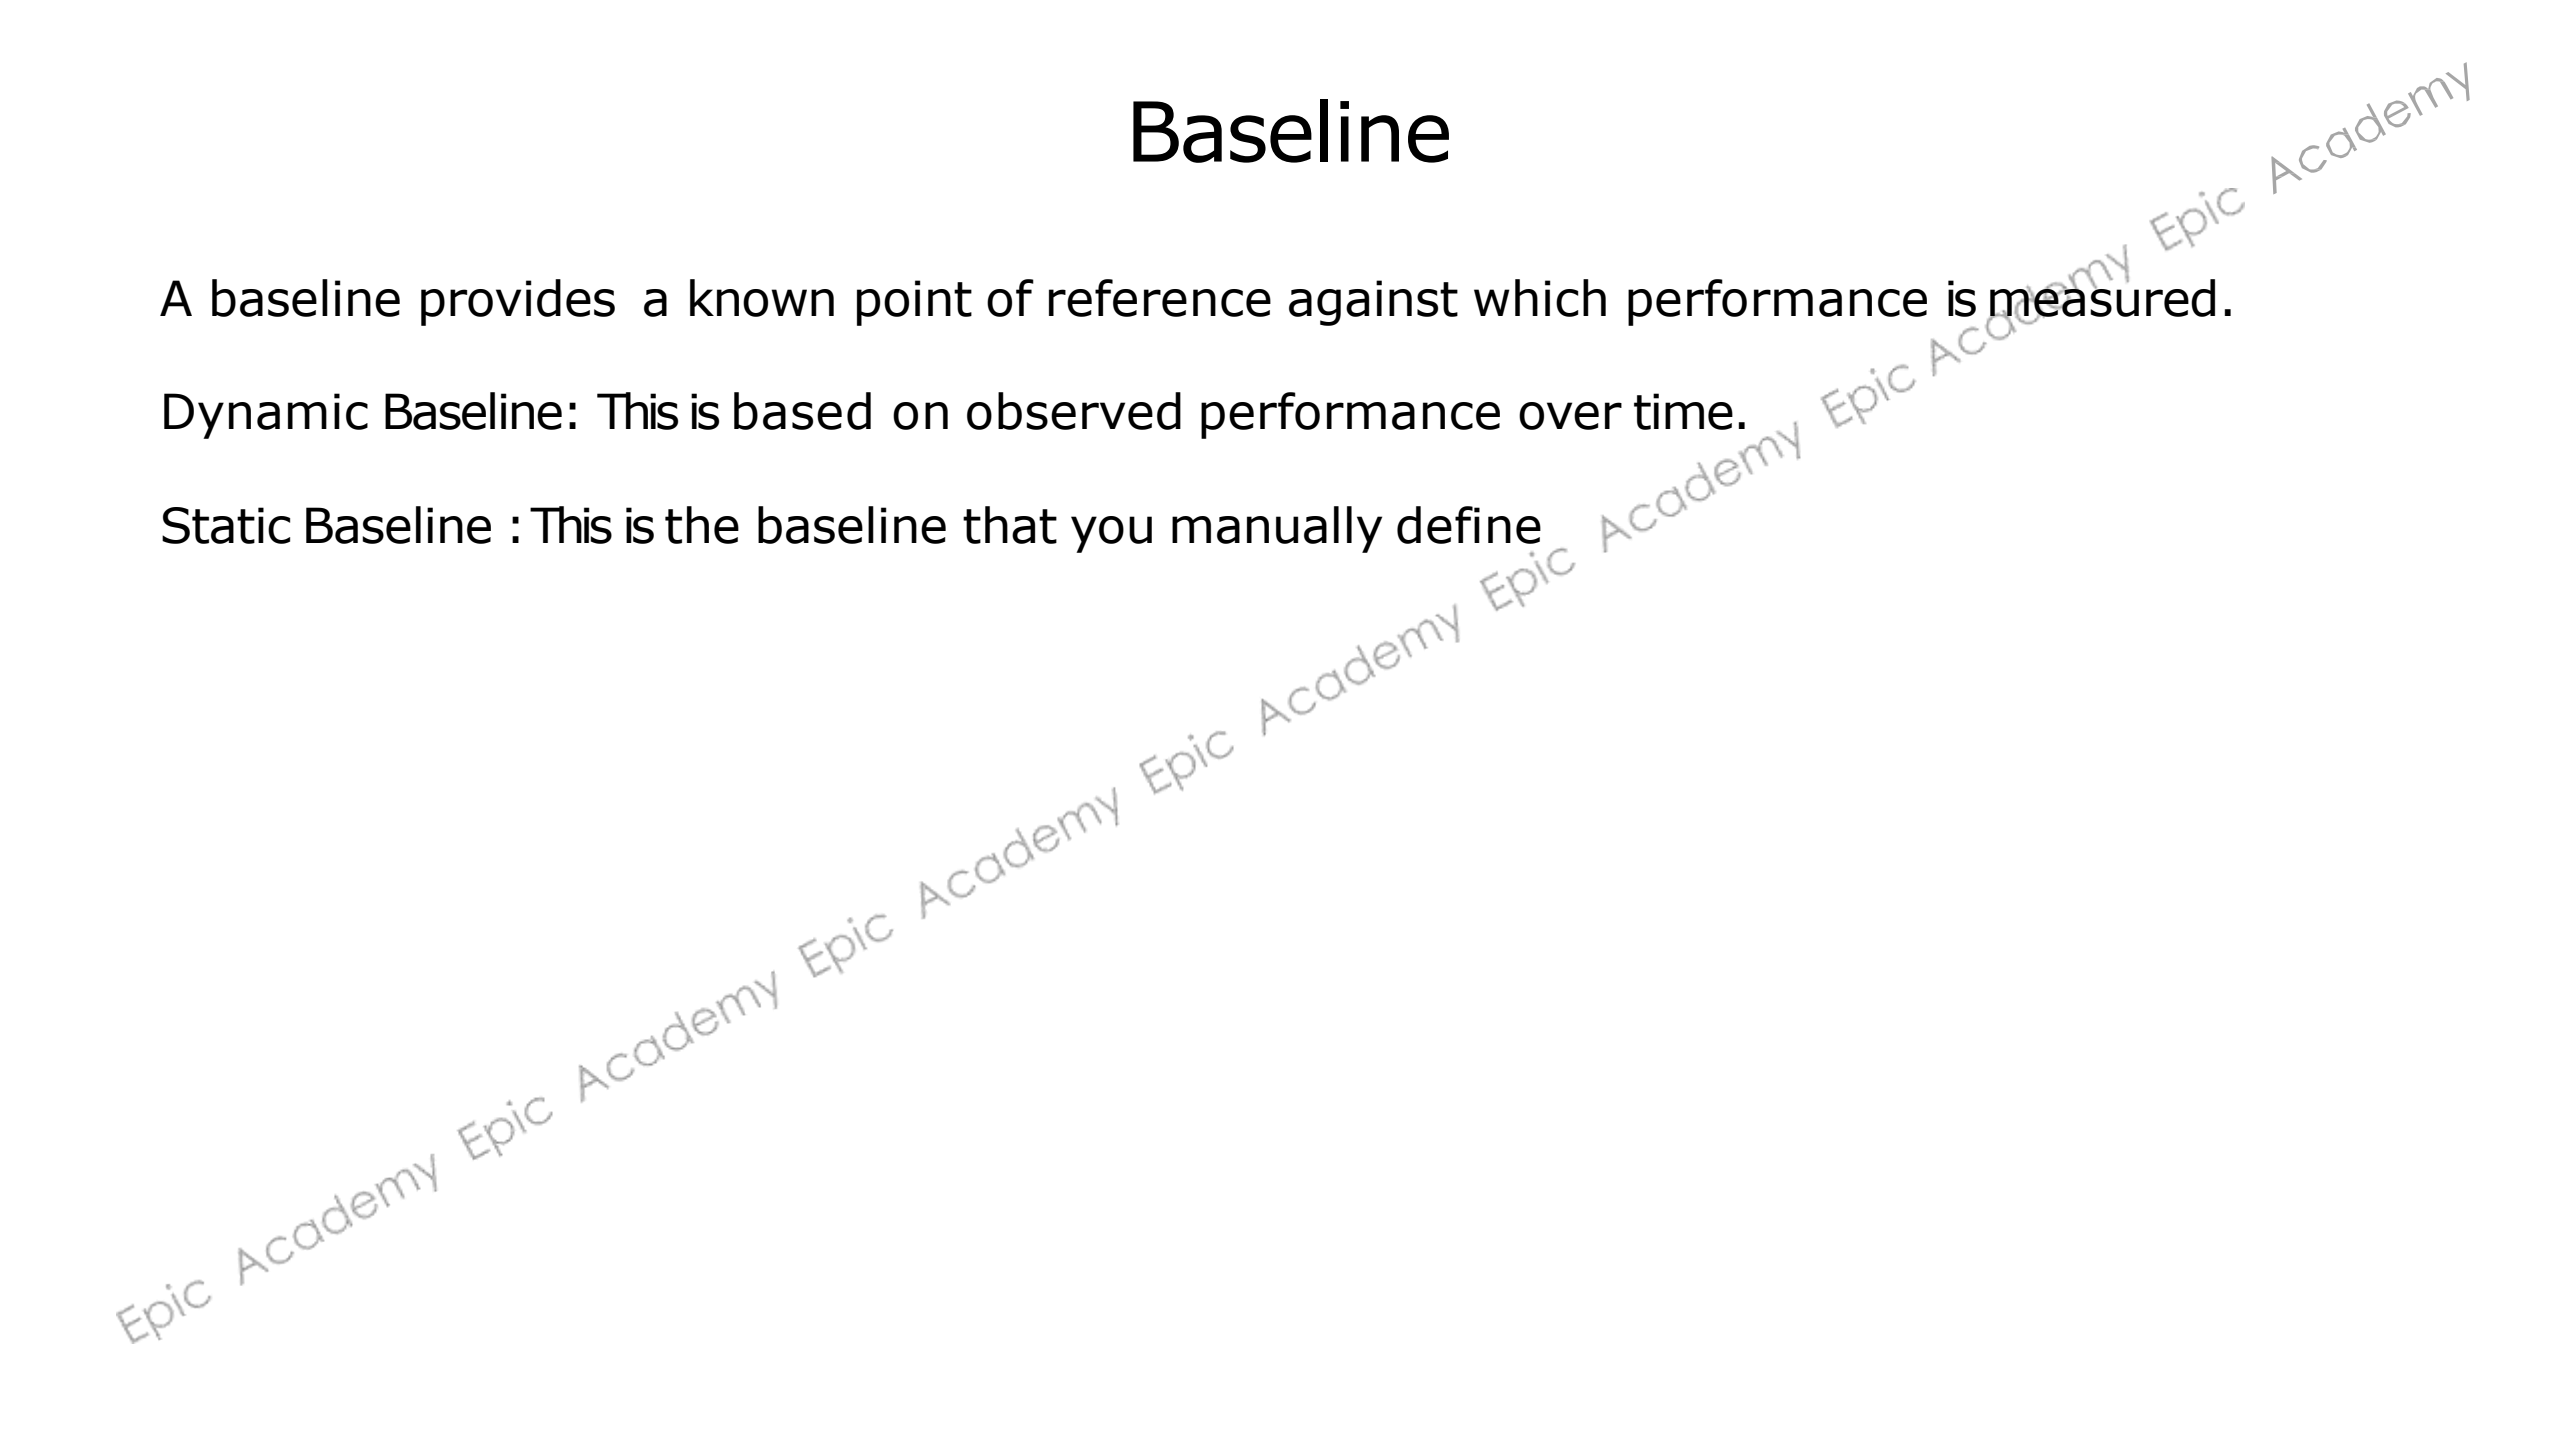 Baseline
A baseline provides a known point of reference against which performance is measured.
Dynamic Baseline: This is based on observed performance over time.
Static Baseline : This is the baseline that you manually define
Epic Academy Epic Academy Epic Academy Epic Academy Epic Academy Epic Academy Epic Academy